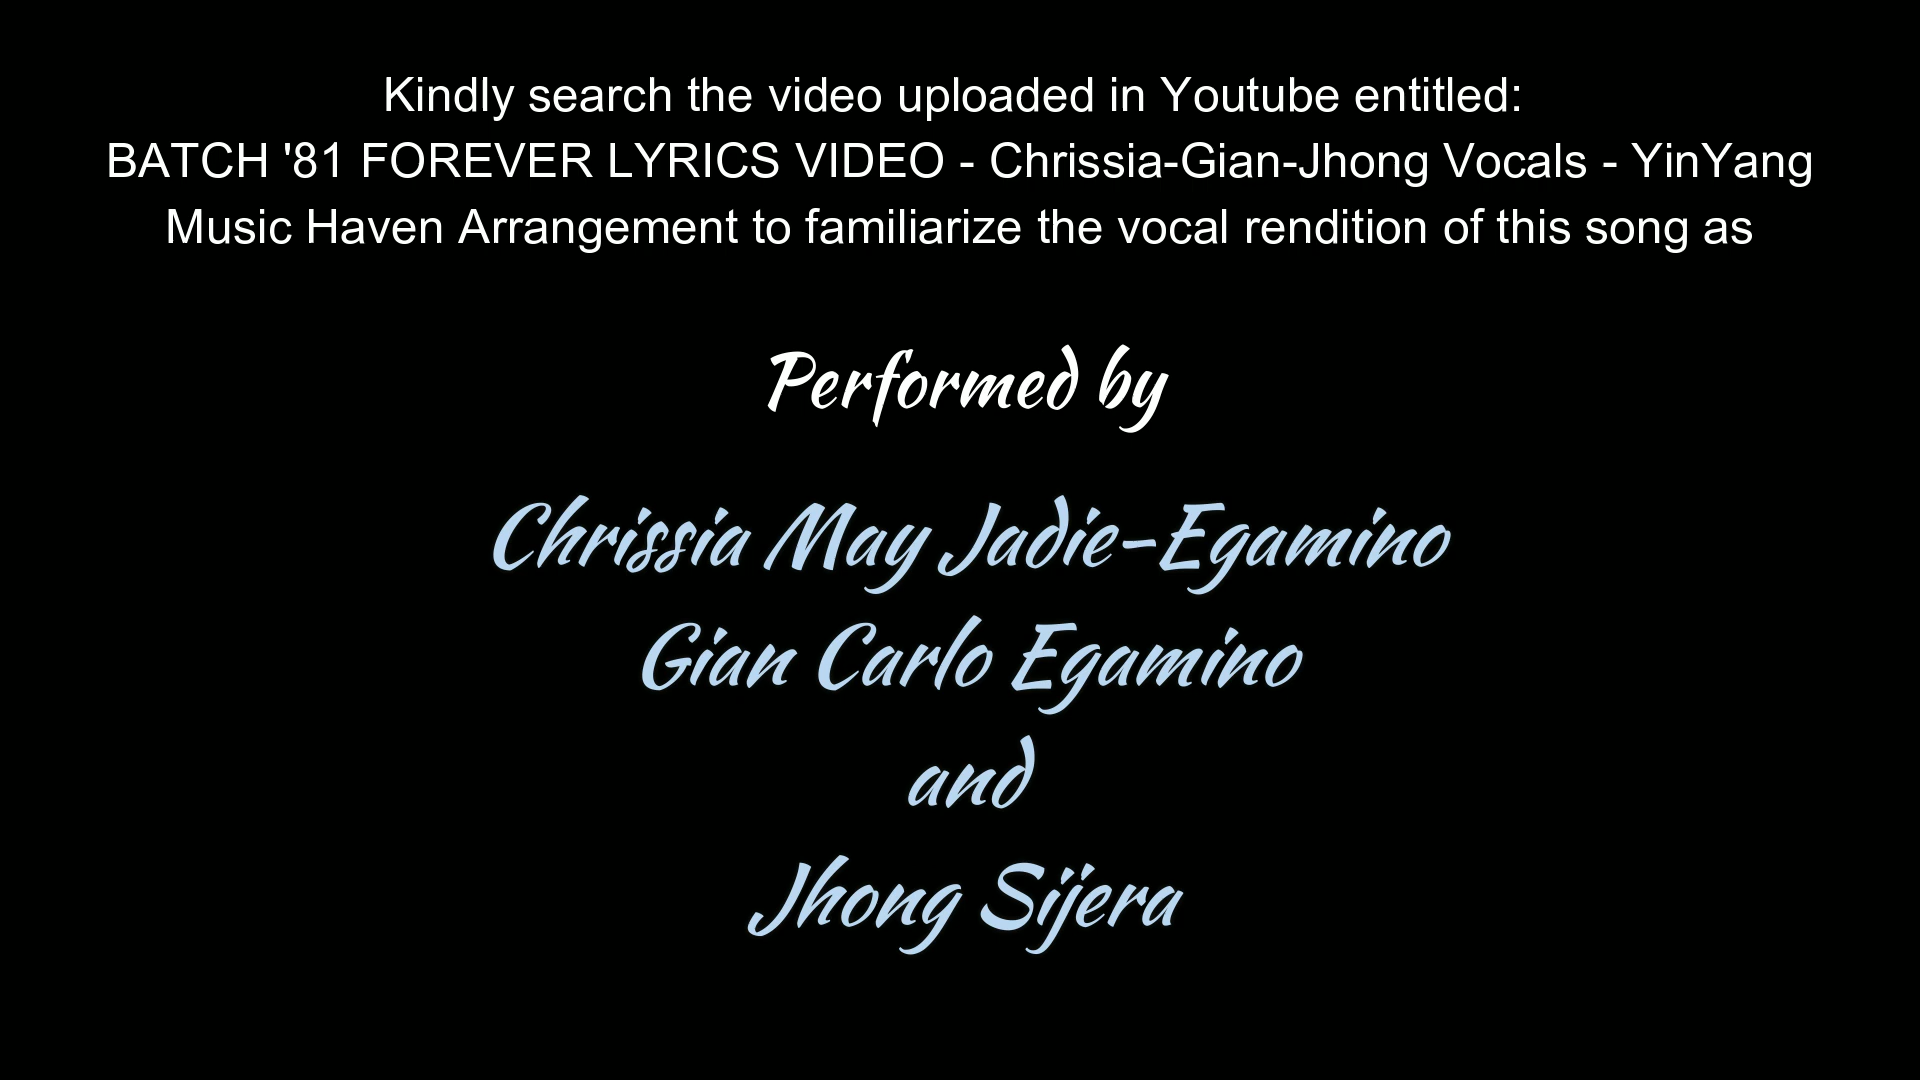 Kindly search the video uploaded in Youtube entitled:
BATCH '81 FOREVER LYRICS VIDEO - Chrissia-Gian-Jhong Vocals - YinYang
Music Haven Arrangement to familiarize the vocal rendition of this song as
Performed by
Chrissia May Jadie-Egamino
Gian Carlo Egamino
and
Jhong Sijera